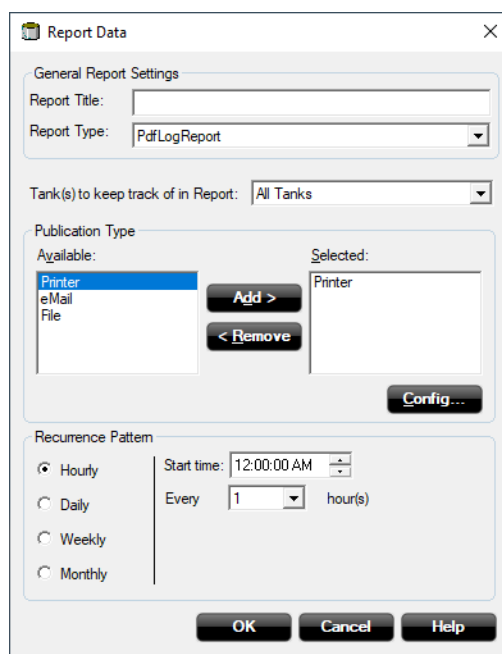 Report Data
General Report Settings
Report Title:
Report Type: PdfLogReport
Tank(s) to keep track of in Report: All Tanks
Publication Type
Available: Selected:
Printer Printer
eMail Add >
File
< Remove
Config...
Recurrence Pattern
Hourly Start time: 12:00:00 AM
Daily Every 1 hour(s)
Weekly
Monthly
OK Cancel Help